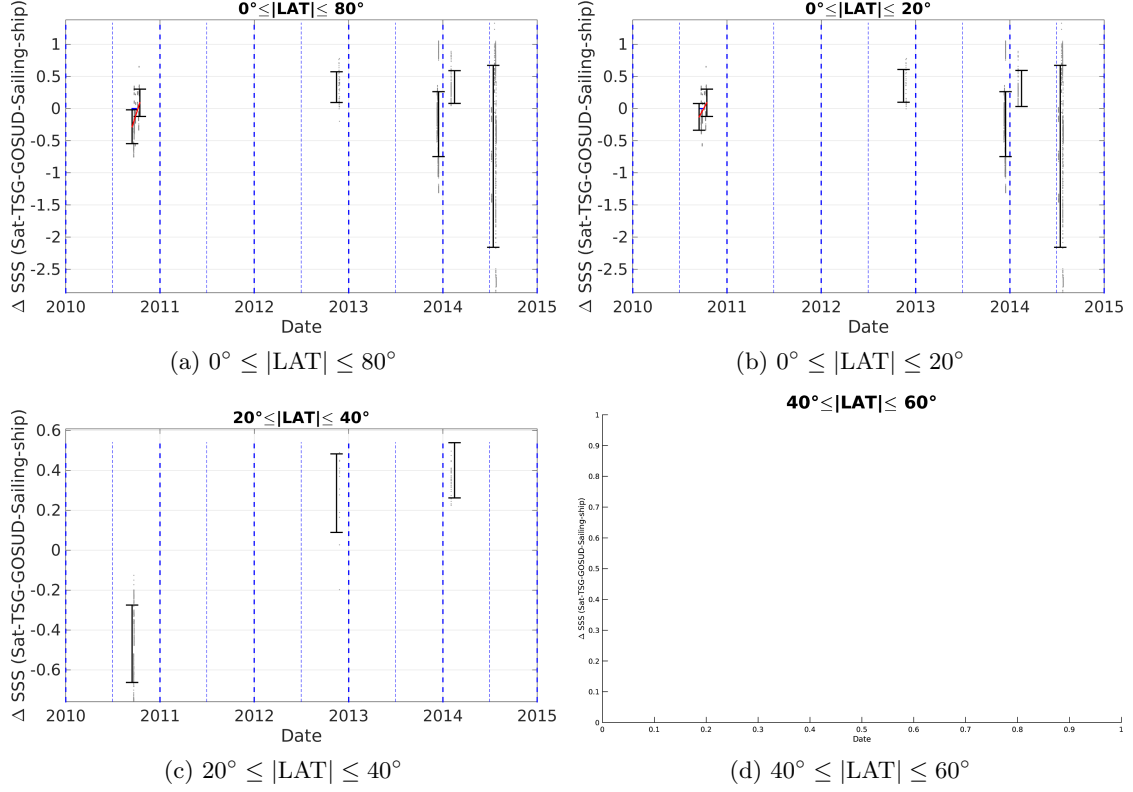 0°≤|LAT|≤ 80°
Δ SSS (Sat-TSG-GOSUD-Sailing-ship)
1
0.5
0
-0.5
-1
-1.5
-2
-2.5
2010 2011 2012 2013 2014 2015
Date
(a) 0° ≤ |LAT| ≤ 80°
0°≤|LAT|≤ 20°
Δ SSS (Sat-TSG-GOSUD-Sailing-ship)
1
0.5
0
-0.5
-1
-1.5
-2
-2.5
2010 2011 2012 2013 2014 2015
Date
(b) 0° ≤ |LAT| ≤ 20°
20°≤|LAT|≤ 40°
Δ SSS (Sat-TSG-GOSUD-Sailing-ship)
0.6
0.4
0.2
0
-0.2
-0.4
-0.6
2010 2011 2012 2013 2014 2015
Date
(c) 20° ≤ |LAT| ≤ 40°
40°≤|LAT|≤ 60°
Δ SSS (Sat-TSG-GOSUD-Sailing-ship)
1
0.9
0.8
0.7
0.6
0.5
0.4
0.3
0.2
0.1
0
0 0.1 0.2 0.3 0.4 0.5 0.6 0.7 0.8 0.9 1
Date
(d) 40° ≤ |LAT| ≤ 60°